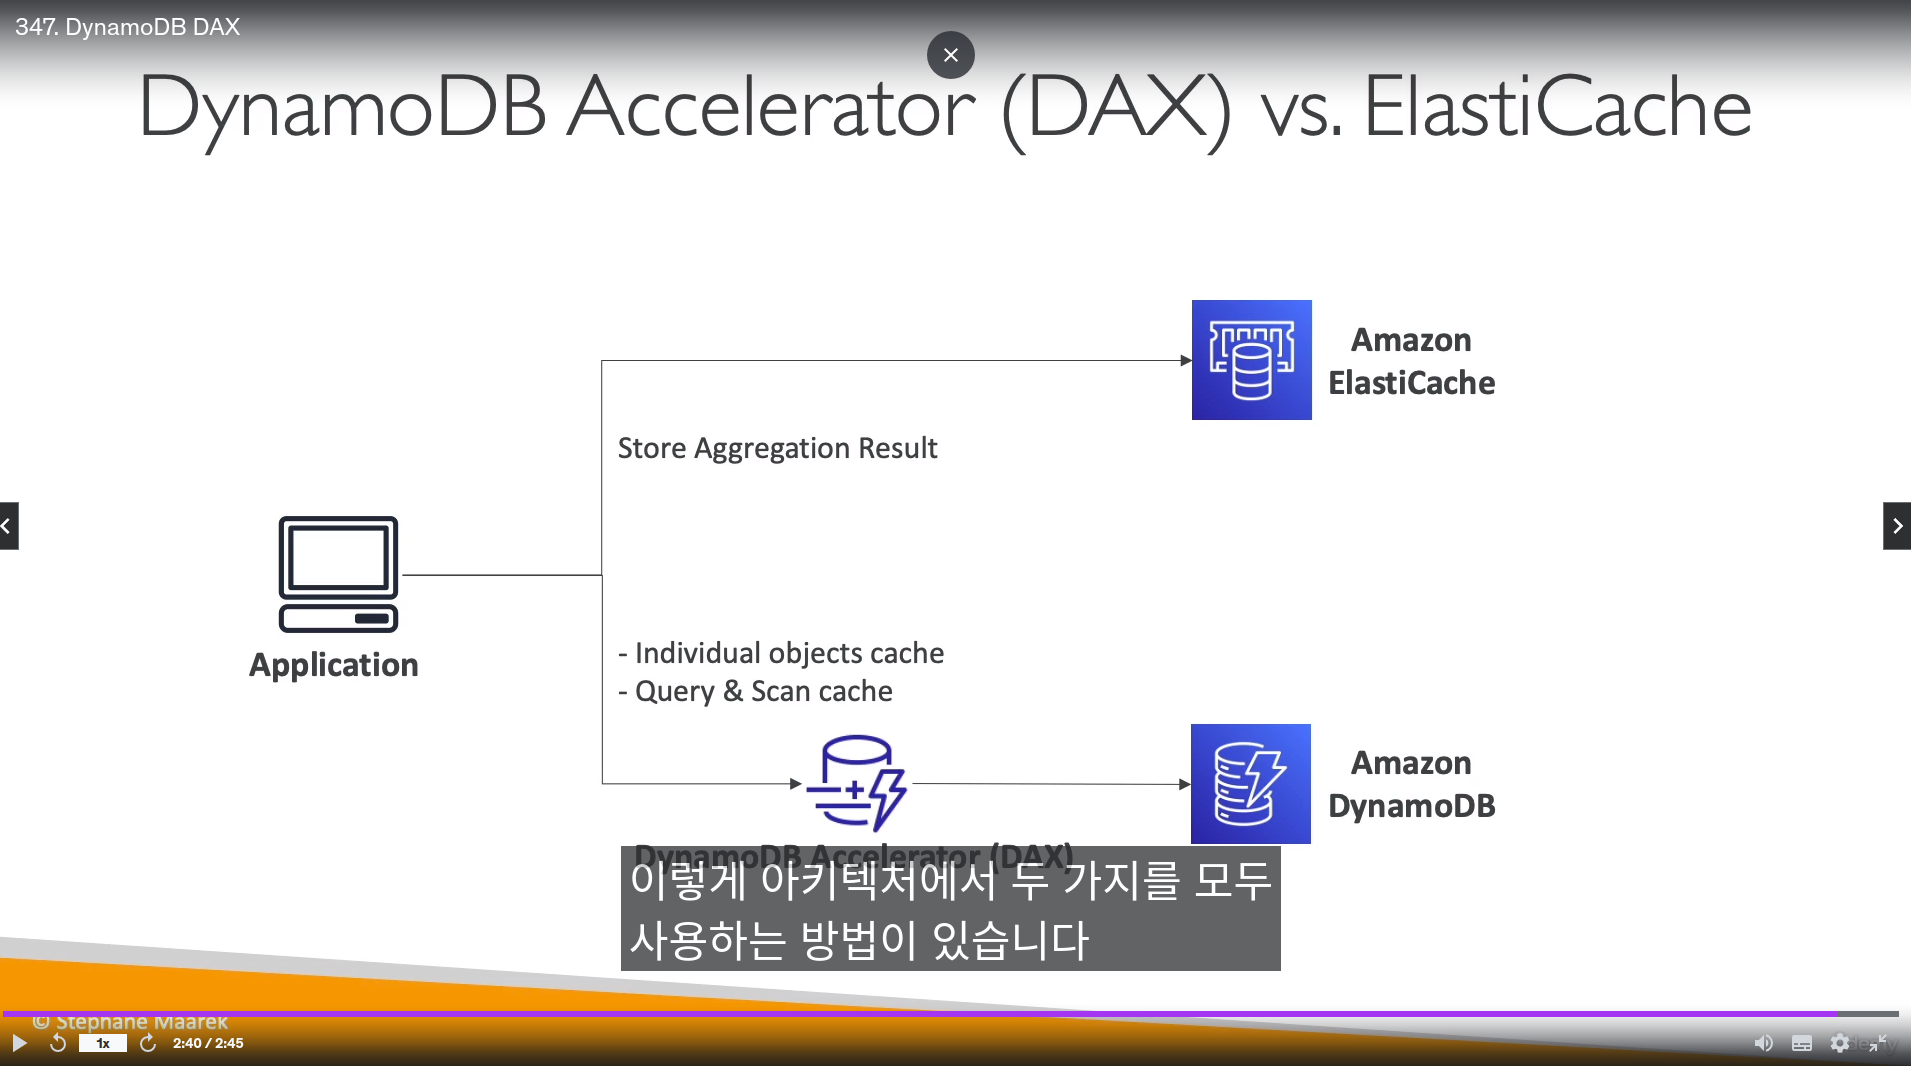 347. DynamoDB DAX
DynamoDB Accelerator (DAX) vs. ElastiCache
Amazon
ElastiCache
Store Aggregation Result
Application
- Individual objects cache
- Query & Scan cache
Amazon
DynamoDB
DynamoDB Accelerator (DAX)
이렇게 아키텍처에서 두 가지를 모두
사용하는 방법이 있습니다
© Stephane Maarek
1x
2:40 / 2:45